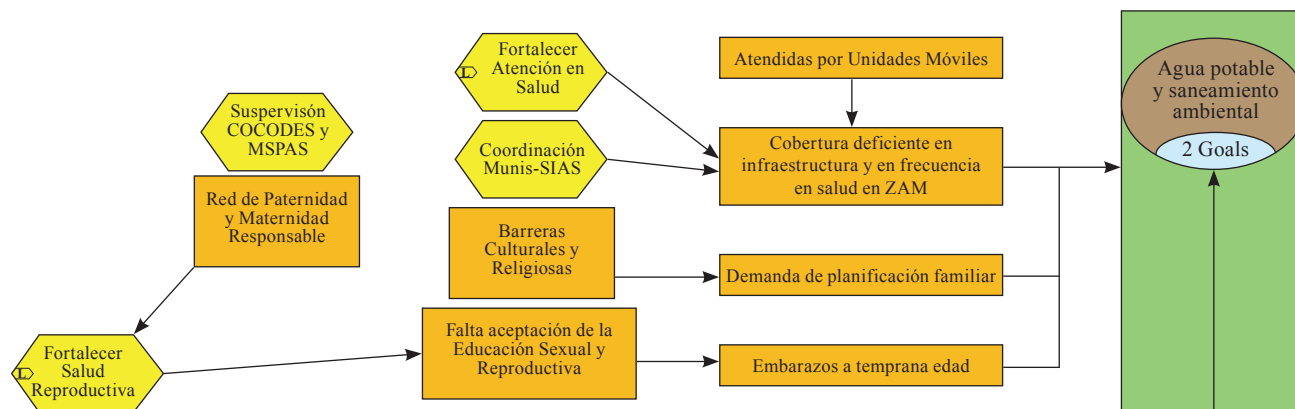 Fortalecer
Atención en
Salud
L
Atendidas por Unidades Móviles
Agua potable
y saneamiento
ambiental
2 Goals
Suspervisón
COCODES y
MSPAS
Coordinación
Munis-SIAS
Cobertura deficiente en
infraestructura y en frecuencia
en salud en ZAM
Red de Paternidad
y Maternidad
Responsable
Barreras
Culturales y
Religiosas
Demanda de planificación familiar
Fortalecer
Salud
Reproductiva
L
Falta aceptación de la
Educación Sexual y
Reproductiva
Embarazos a temprana edad